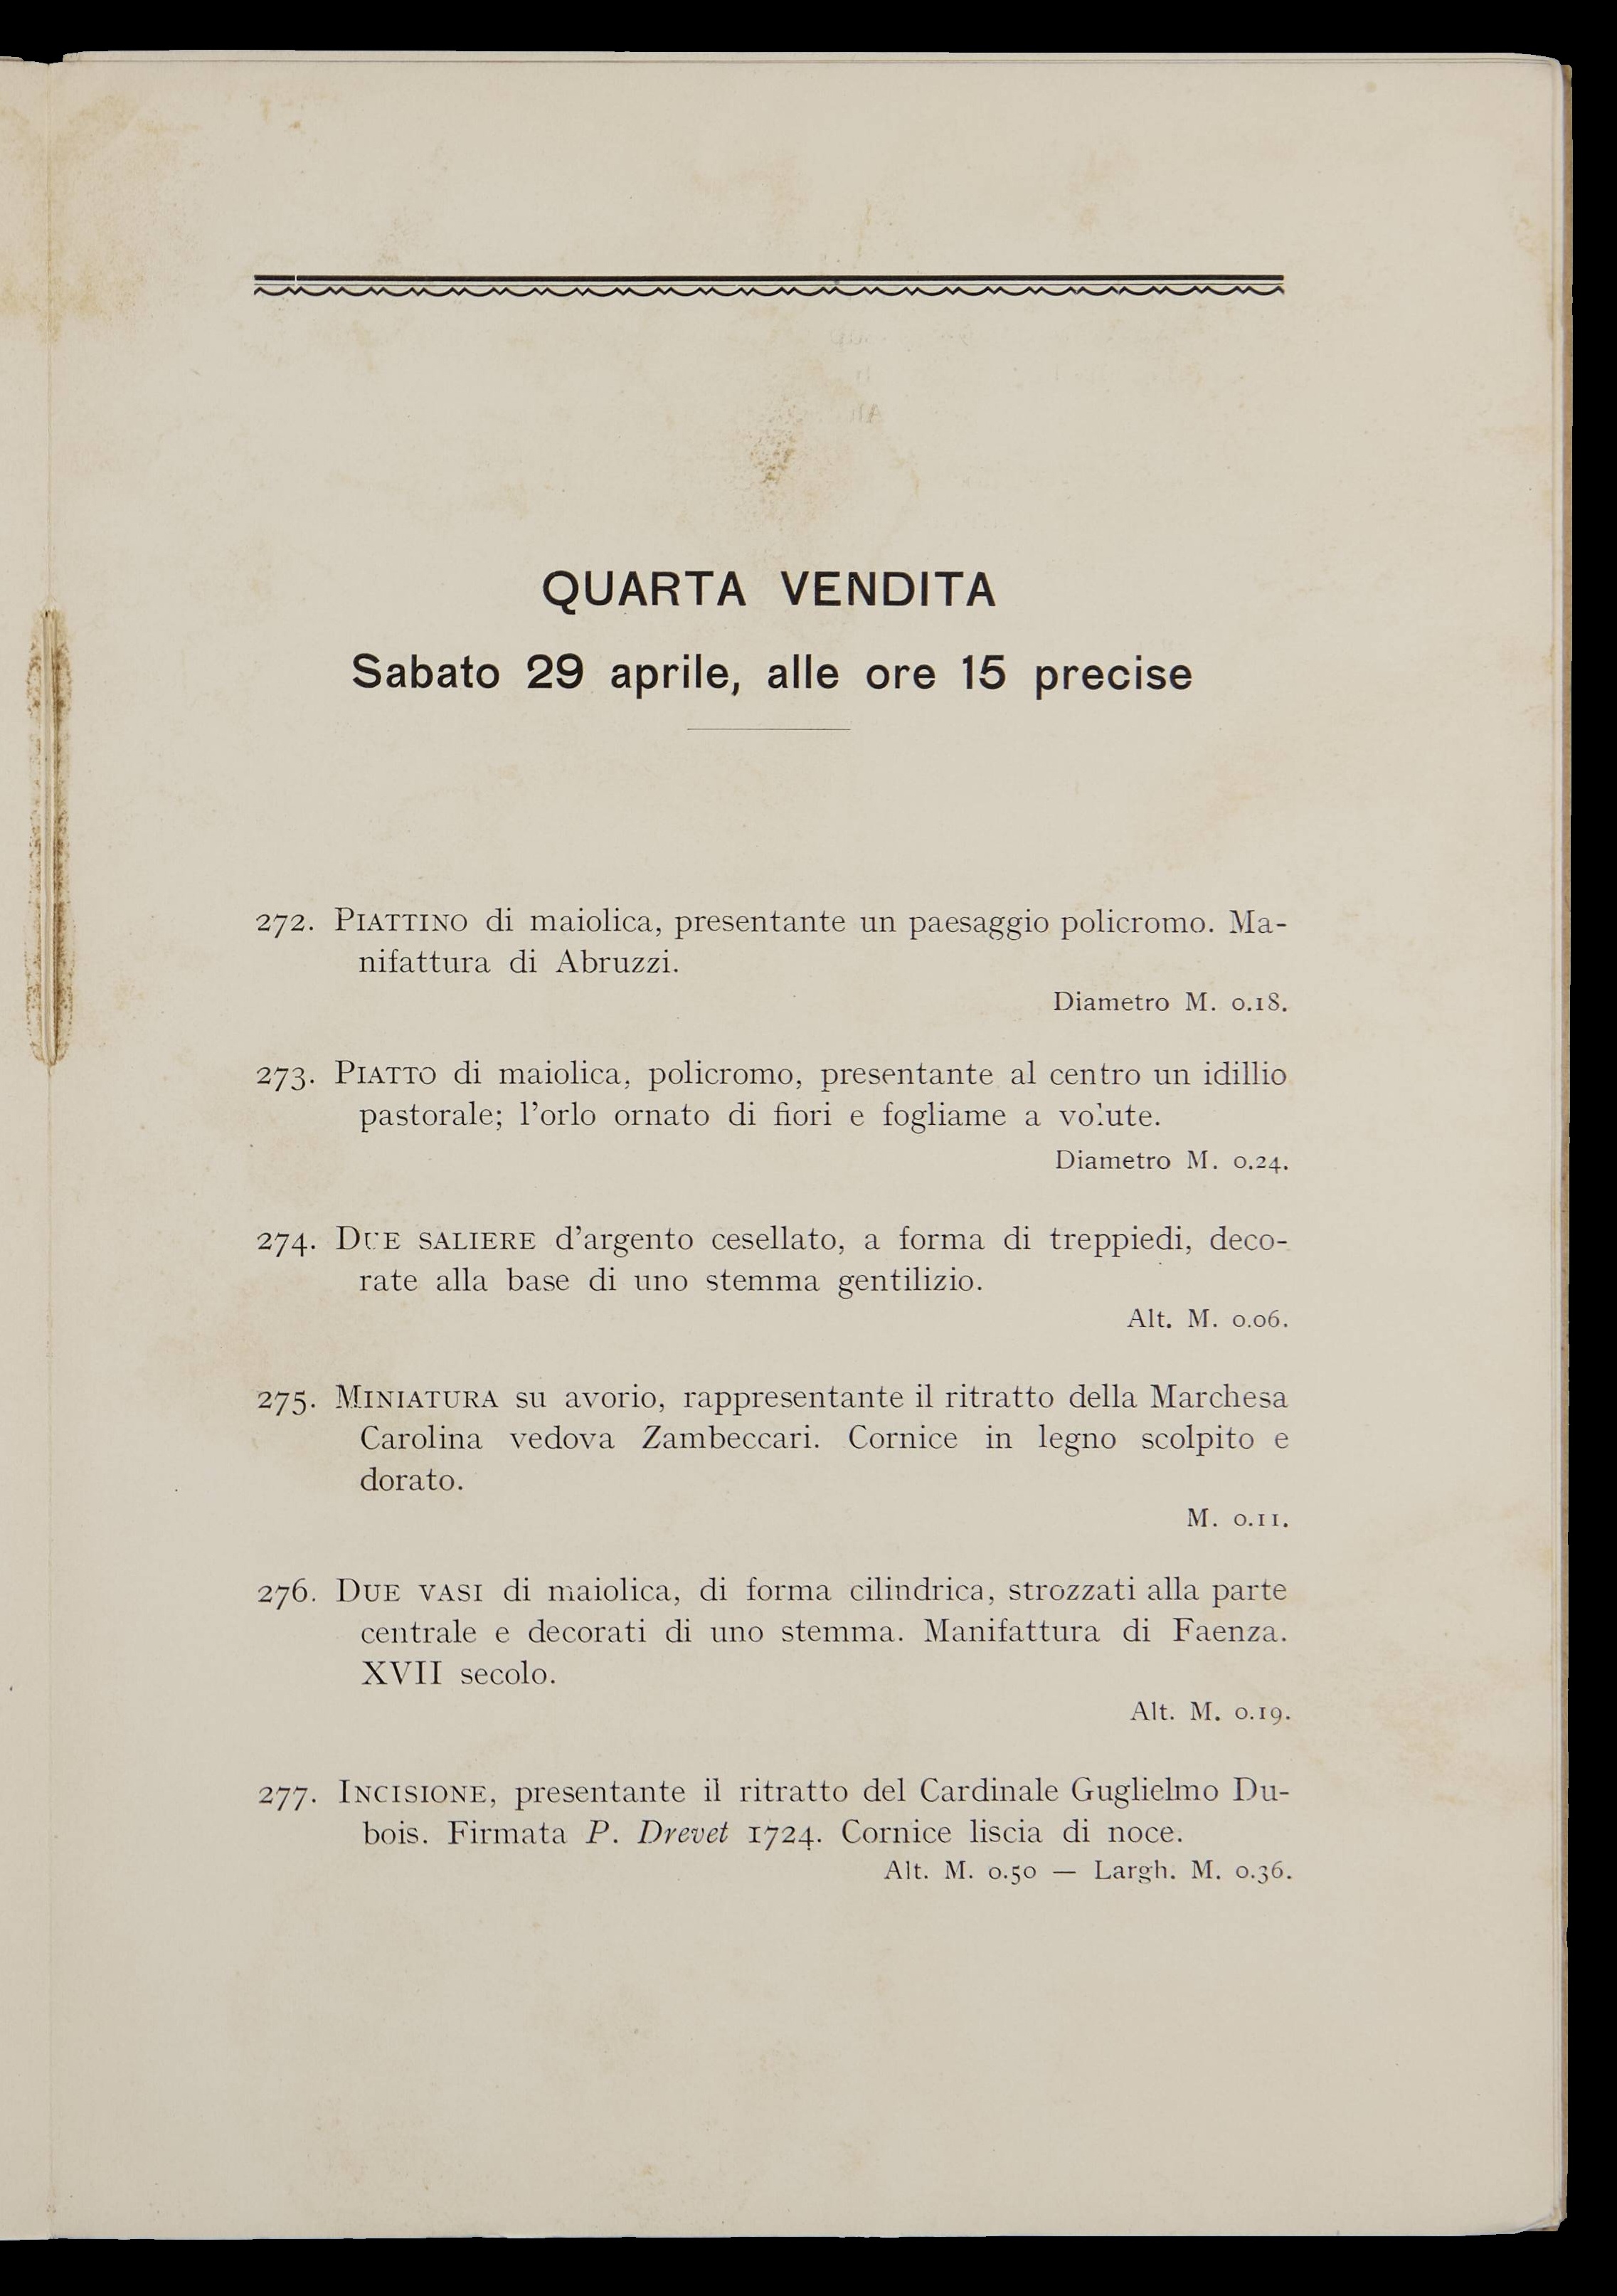 QUARTA VENDITA
Sabato 29 aprile, alle ore 15 precise
272. PIATTINO di maiolica, presentante un paesaggio policromo. Ma-
nifattura di Abruzzi.
Diametro M. 0.18.
273. PIATTO di maiolica, policromo, presentante al centro un idillio
pastorale; l'orlo ornato di fiori e fogliame a volute.
Diametro M. 0.24.
274. DUE SALIERE d'argento cesellato, a forma di treppiedi, deco-
rate alla base di uno stemma gentilizio.
Alt. M. 0.06.
275. MINIATURA su avorio, rappresentante il ritratto della Marchesa
Carolina vedova Zambeccari. Cornice in legno scolpito e
dorato.
M. 0.11.
276. DUE VASI di maiolica, di forma cilindrica, strozzati alla parte
centrale e decorati di uno stemma. Manifattura di Faenza.
XVII secolo.
Alt. M. 0.19.
277. INCISIONE, presentante il ritratto del Cardinale Guglielmo Du-
bois. Firmata P. Drevet 1724. Cornice liscia di noce.
Alt. M. 0.50 — Largh. M. 0.36.